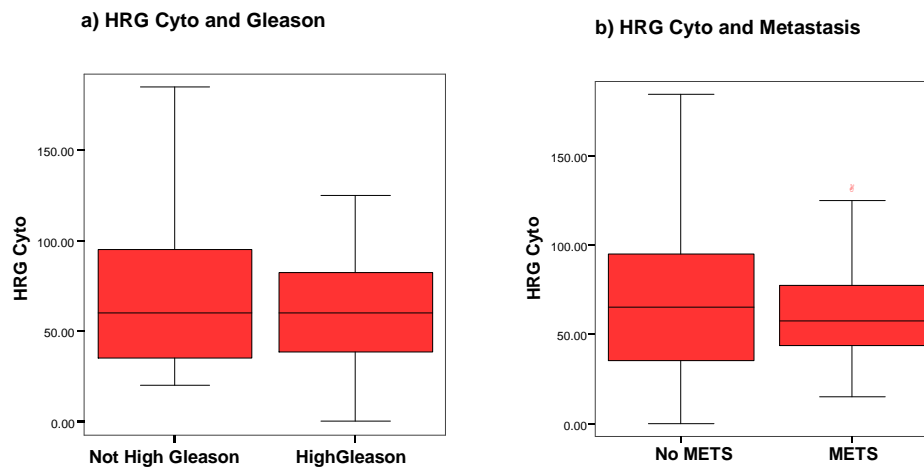 a) HRG Cyto and Gleason
HRG Cyto
150.00
100.00
50.00
0.00
Not High Gleason
HighGleason
b) HRG Cyto and Metastasis
HRG Cyto
150.00
100.00
50.00
0.00
No METS
METS